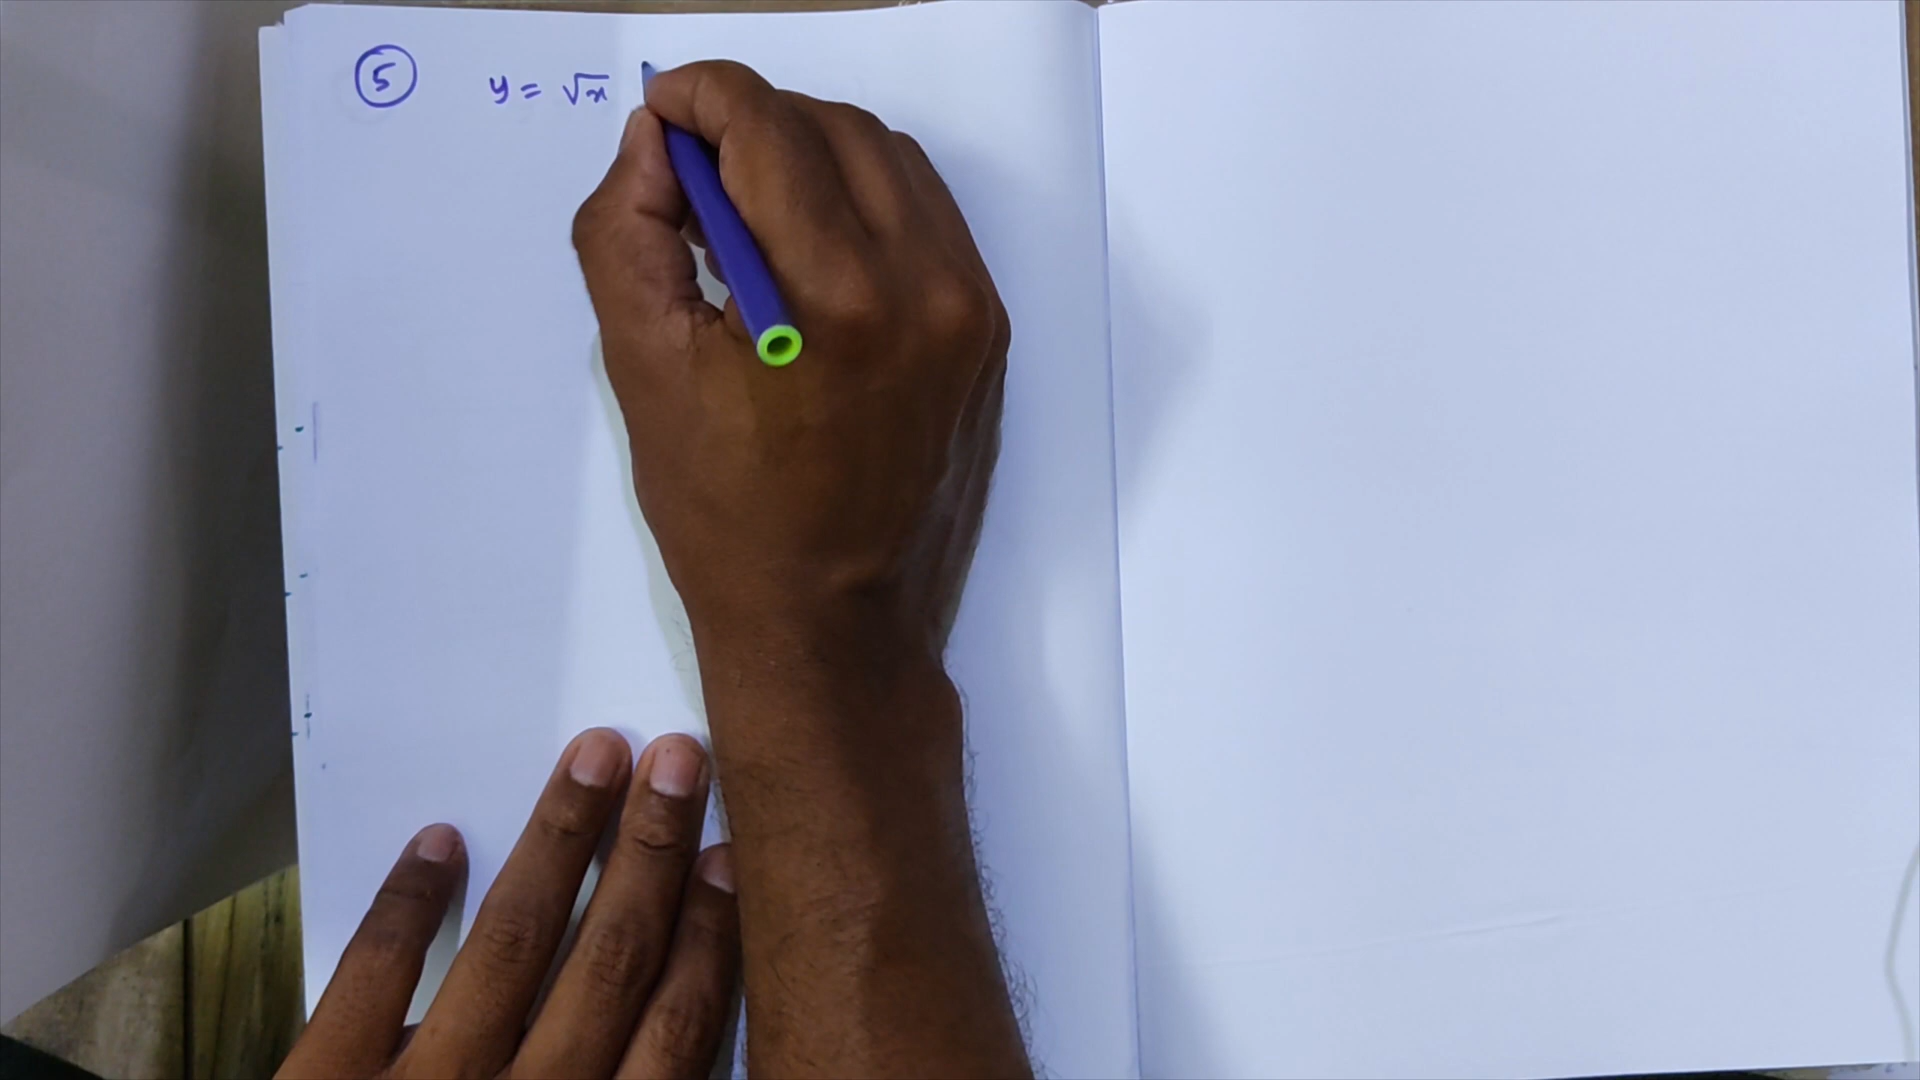 5 y = √x